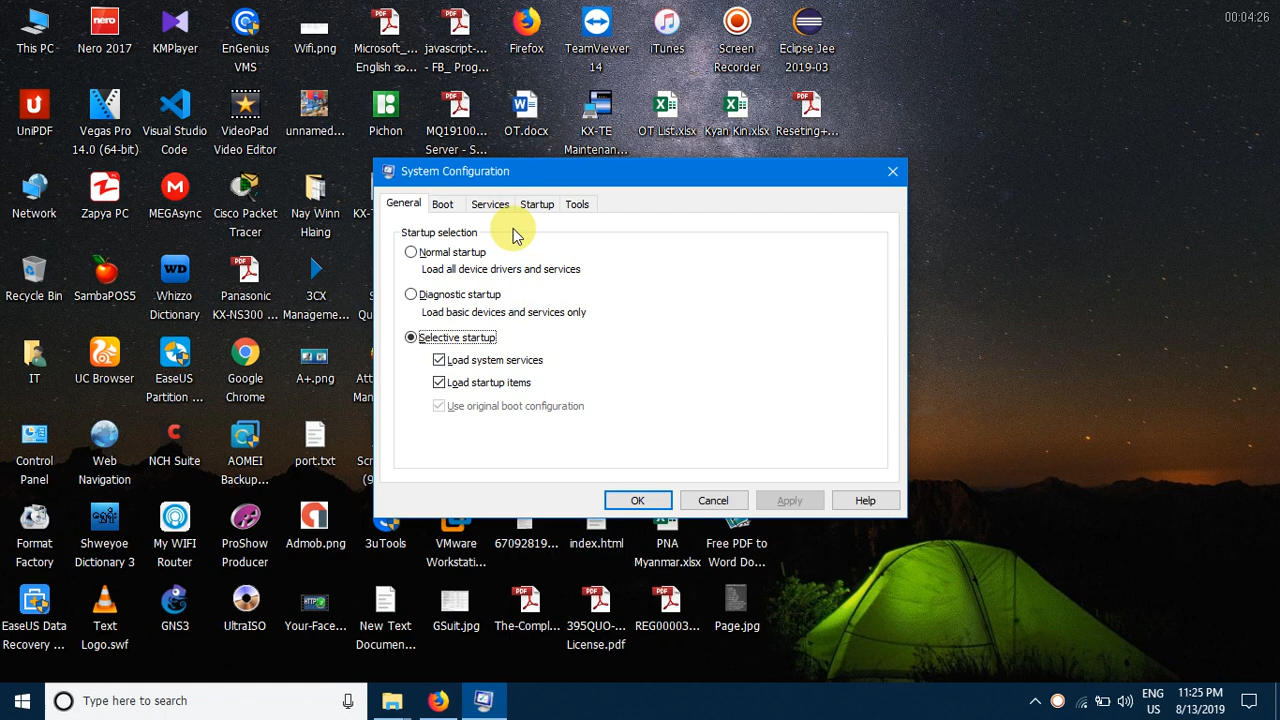 00:04:26
This PC
Nero 2017
KMPlayer
EnGenius
VMS
Wifi.png
Microsoft_...
javascript-...
FB_ Prog...
Firefox
TeamViewer
14
iTunes
Screen
Recorder
Eclipse Jee
2019-03
UniPDF
Vegas Pro
14.0 (64-bit)
Visual Studio
Code
VideoPad
Video Editor
unnamed...
Pichon
MQ19100...
Server - S...
OT.docx
KX-TE
Maintenan...
OT List.xlsx
Kyan Kin.xlsx
Reseting+...
Network
Zapya PC
MEGAsync
Cisco Packet
Tracer
Nay Winn
Hlaing
Recycle Bin
SambaPOS5
Whizzo
Dictionary
Panasonic
KX-NS300 ...
3CX
Manageme...
IT
UC Browser
EaseUS
Partition ...
Google
Chrome
A+.png
Control
Panel
Web
Navigation
NCH Suite
AOMEI
Backup...
port.txt
Format
Factory
Shweyoe
Dictionary 3
My WIFI
Router
ProShow
Producer
Admob.png
3uTools
VMware
Workstati...
67092819...
index.html
PNA
Myanmar.xlsx
Free PDF to
Word Do...
EaseUS Data
Recovery ...
Text
Logo.swf
GNS3
UltraISO
Your-Face...
New Text
Documen...
GSuit.jpg
The-Compl...
395QUO-...
License.pdf
REG00003...
Page.jpg
System Configuration
General Boot Services Startup Tools
Startup selection
Normal startup
Load all device drivers and services
Diagnostic startup
Load basic devices and services only
Selective startup
Load system services
Load startup items
Use original boot configuration
OK Cancel Apply Help
Type here to search
ENG
US
11:25 PM
8/13/2019